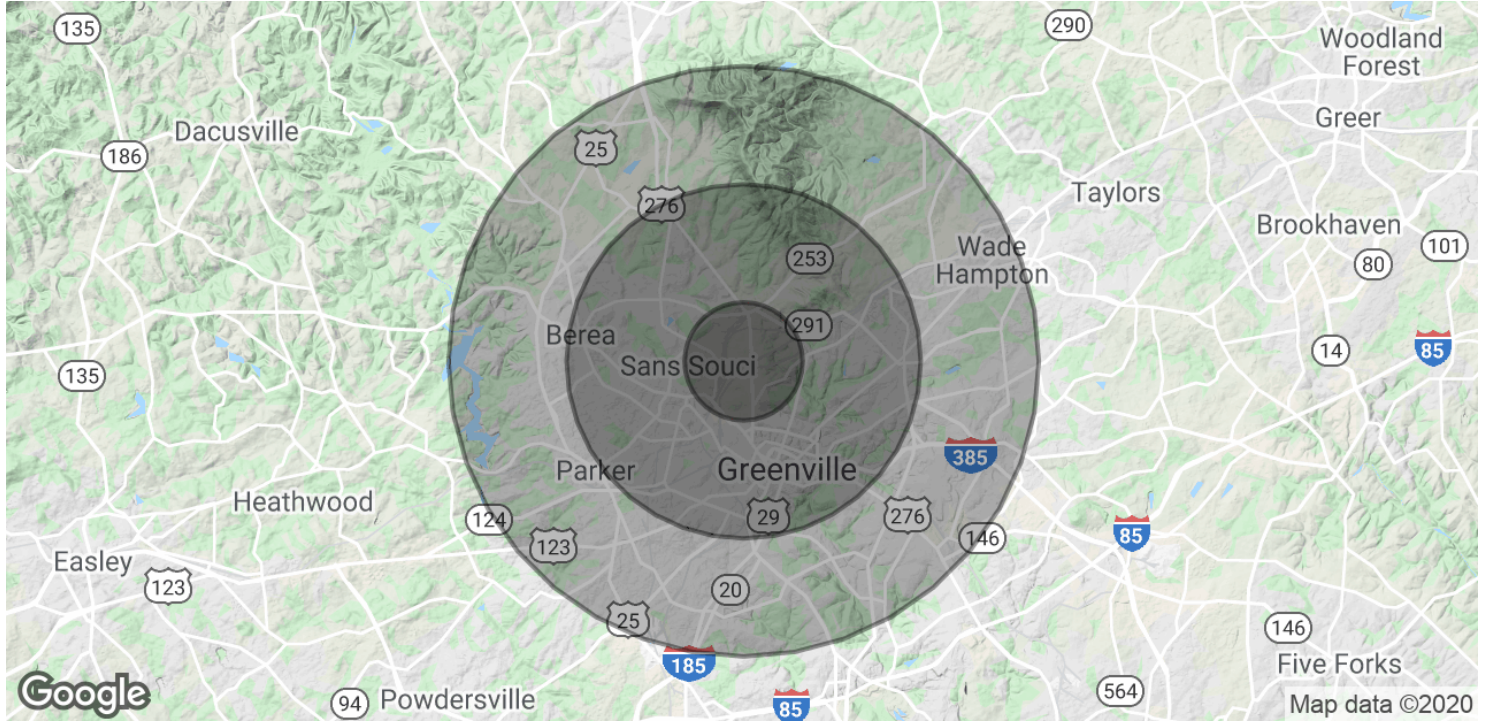 135
290
Woodland
Forest
Greer
Dacusville
186
25
276
Taylors
Brookhaven
101
80
253
Wade
Hampton
291
Berea
Sans Souci
135
14
85
Parker
Greenville
385
Heathwood
124
29
276
123
146
85
Easley
123
20
25
146
185
Five Forks
Google
94
Powdersville
85
564
Map data ©2020